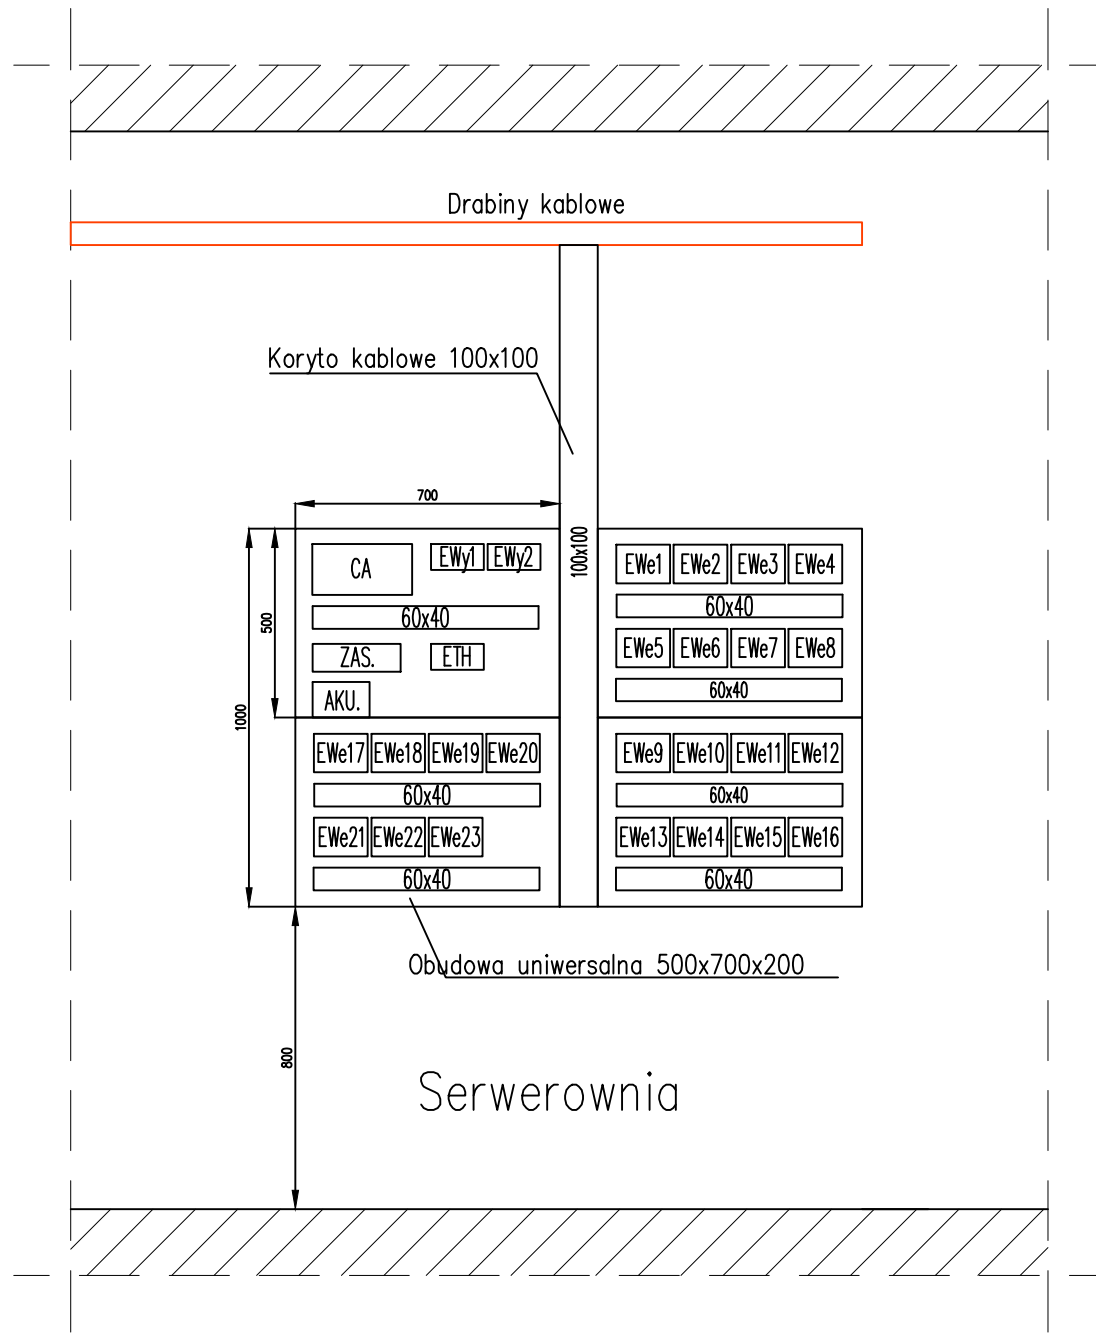 Drabiny kablowe
Koryto kablowe 100x100
700
100x100
1000
500
CA
EWy1 EWy2
60x40
ZAS. ETH
AKU.
EWe1 EWe2 EWe3 EWe4
60x40
EWe5 EWe6 EWe7 EWe8
60x40
EWe17 EWe18 EWe19 EWe20
60x40
EWe21 EWe22 EWe23
60x40
EWe9 EWe10 EWe11 EWe12
60x40
EWe13 EWe14 EWe15 EWe16
60x40
Obudowa uniwersalna 500x700x200
800
Serwerownia